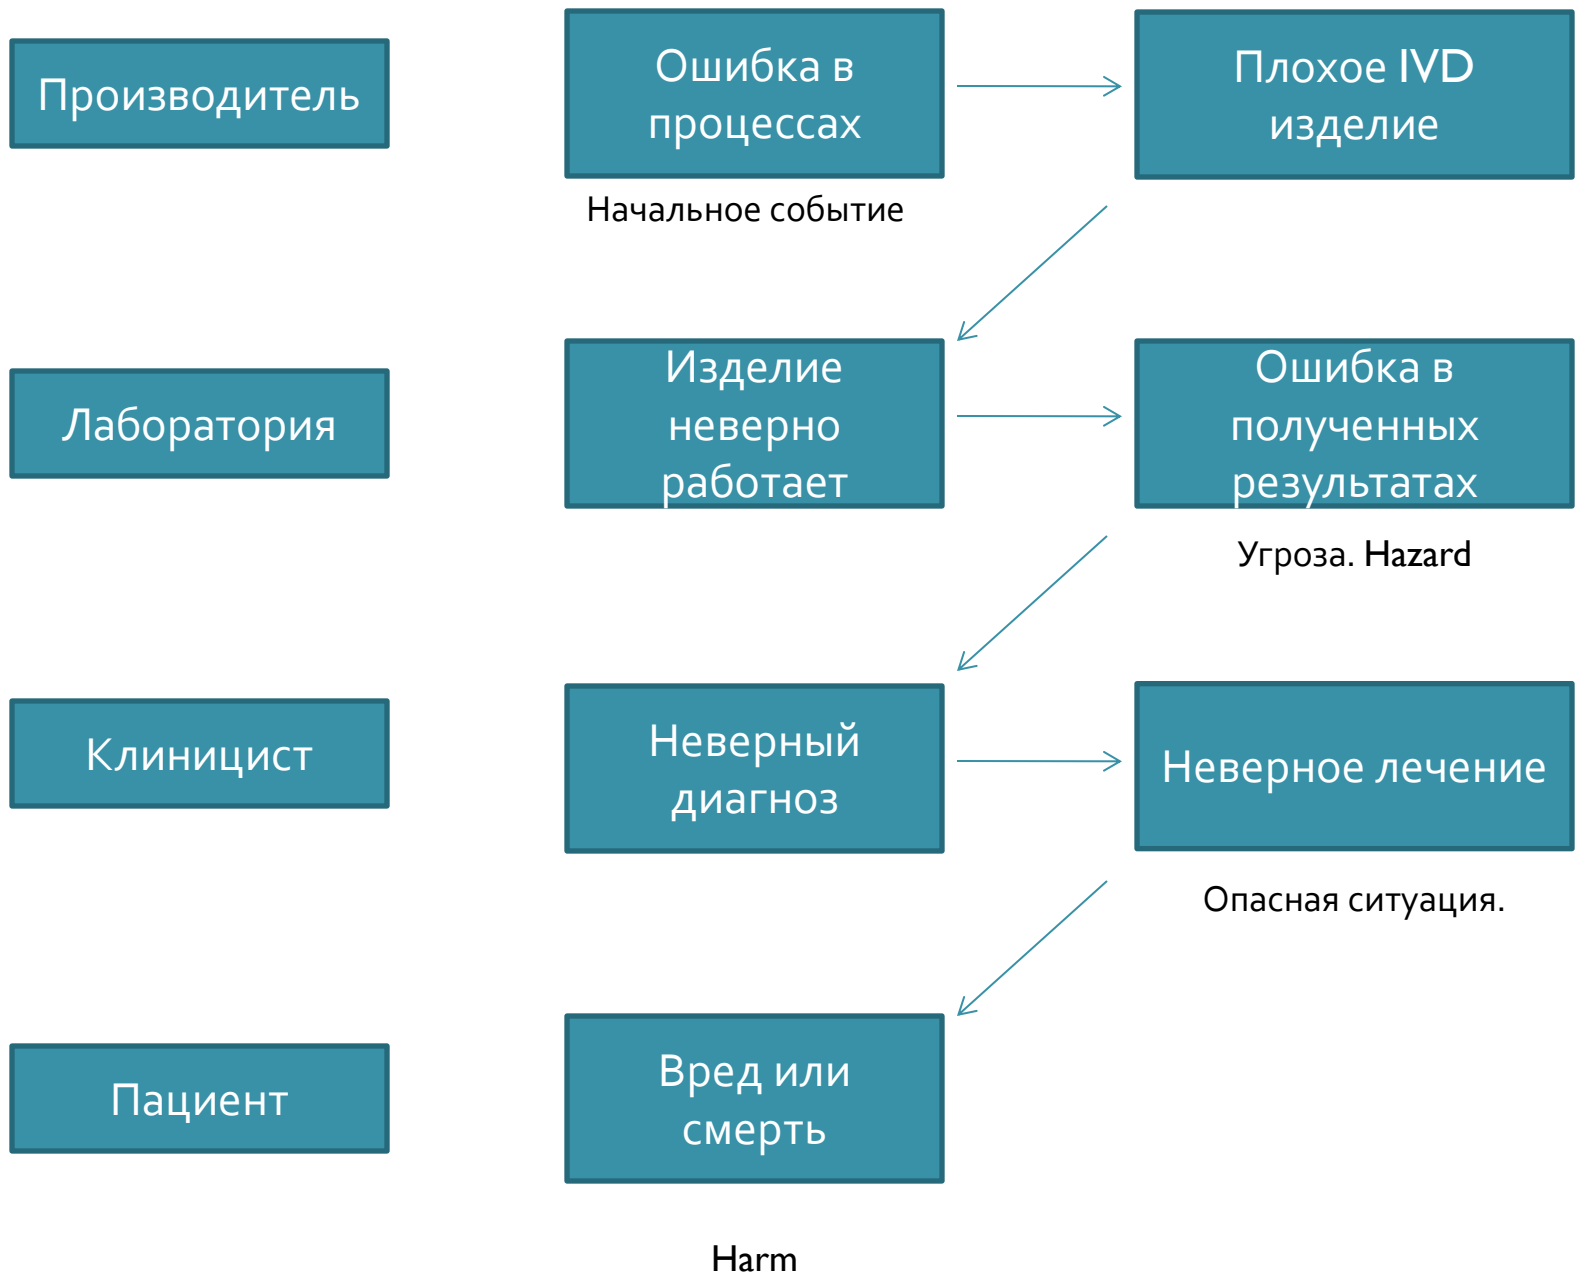 Производитель
Ошибка в
процессах
Плохое IVD
изделие
Начальное событие
Лаборатория
Изделие
неверно
работает
Ошибка в
полученных
результатах
Угроза. Hazard
Клиницист
Неверный
диагноз
Неверное лечение
Опасная ситуация.
Пациент
Вред или
смерть
Harm